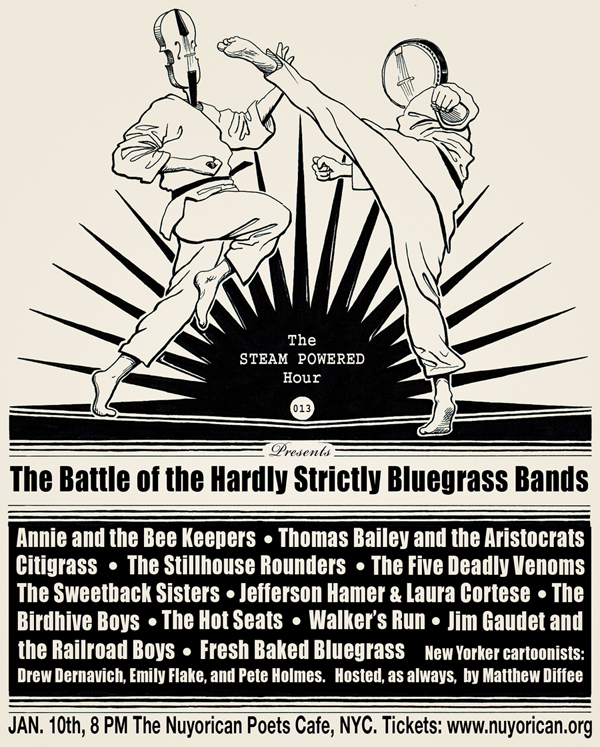 The
STEAM POWERED
Hour
013
Presents
The Battle of the Hardly Strictly Bluegrass Bands
Annie and the Bee Keepers • Thomas Bailey and the Aristocrats
Citigrass • The Stillhouse Rounders • The Five Deadly Venoms
The Sweetback Sisters • Jefferson Hamer & Laura Cortese • The
Birdhive Boys • The Hot Seats • Walker's Run • Jim Gaudet and
the Railroad Boys • Fresh Baked Bluegrass New Yorker cartoonists:
Drew Dernavich, Emily Flake, and Pete Holmes. Hosted, as always, by Matthew Diffee
JAN. 10th, 8 PM The Nuyorican Poets Cafe, NYC. Tickets: www.nuyorican.org